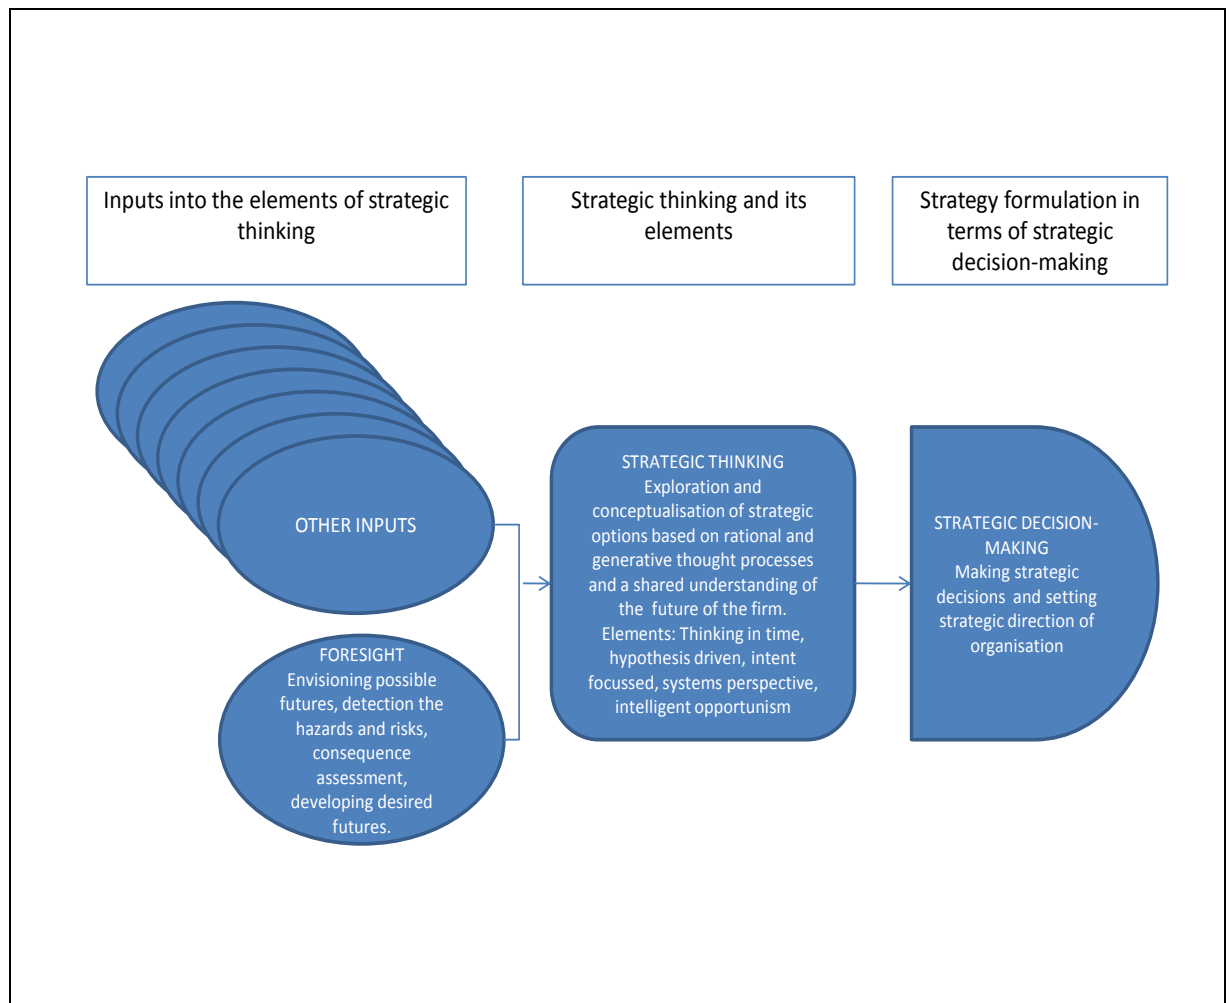 Inputs into the elements of strategic
thinking
Strategic thinking and its
elements
Strategy formulation in
terms of strategic
decision-making
OTHER INPUTS
FORESIGHT
Envisioning possible
futures, detection the
hazards and risks,
consequence
assessment,
developing desired
futures.
STRATEGIC THINKING
Exploration and
conceptualisation of strategic
options based on rational and
generative thought processes
and a shared understanding of
the future of the firm.
Elements: Thinking in time,
hypothesis driven, intent
focussed, systems perspective,
intelligent opportunism
STRATEGIC DECISION-
MAKING
Making strategic
decisions and setting
strategic direction of
organisation